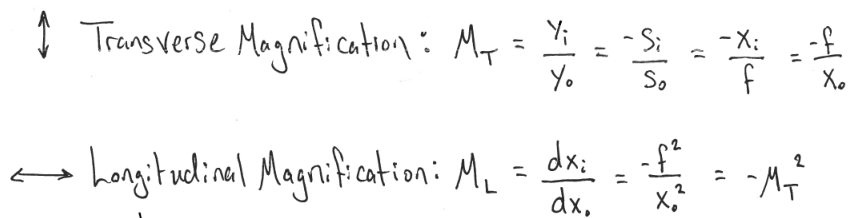 ↕ Transverse Magnification: M_T = y_i/y_o = -s_i/s_o = -x_i/f = -f/x_o
↔ Longitudinal Magnification: M_L = dx_i/dx_o = -f²/x_o² = -M_T²